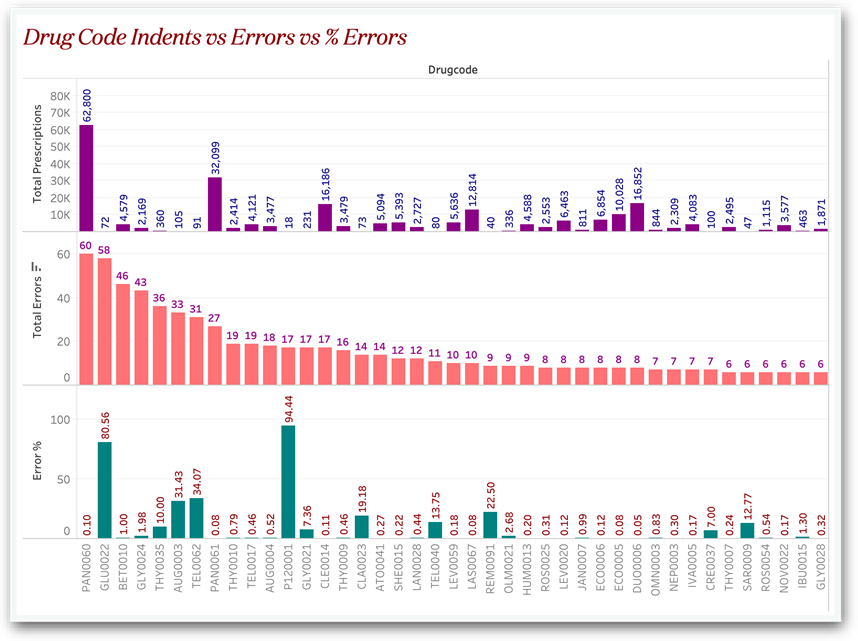 Drug Code Indents vs Errors vs % Errors
Drugcode
Total Prescriptions
80K
70K
60K
50K
40K
30K
20K
10K
62,800 72 4,579 2,169 360 105 91 32,099 2,414 4,121 3,477 18 231 16,186 3,479 73 5,094 5,393 2,727 80 5,636 12,814 40 336 4,588 2,553 6,463 811 6,854 10,028 16,852 844 2,309 4,083 100 2,495 47 1,115 3,577 463 1,871
Total Errors
60
40
20
0
60 58 46 43 36 33 31 27 19 19 18 17 17 17 16 14 14 12 12 11 10 10 9 9 9 8 8 8 8 8 8 7 7 7 7 6 6 6 6 6 6
Error %
100
50
0
0.10 80.56 1.00 1.98 10.00 31.43 34.07 0.08 0.79 0.46 0.52 94.44 7.36 0.11 0.46 19.18 0.27 0.22 0.44 13.75 0.18 0.08 22.50 2.68 0.20 0.31 0.12 0.99 0.12 0.08 0.05 0.83 0.30 0.17 7.00 0.24 12.77 0.54 0.17 1.30 0.32
PAN0060 GLU0022 BET0010 GLY0024 THY0035 AUG0003 TEL0062 PAN0061 THY0010 TEL0017 AUG0004 P120001 GLY0021 CLE0014 THY0009 CLA0023 ATO0041 SHE0015 LAN0028 TEL0040 LEV0059 LAS0067 REM0091 OLM0021 HUM0013 ROS0025 LEV0020 JAN0007 ECO0006 ECO0005 DUO0006 OMN0003 NEP0003 IVA0005 CRE0037 THY0007 SAR0009 ROS0054 NOV0022 IBU0015 GLY0028